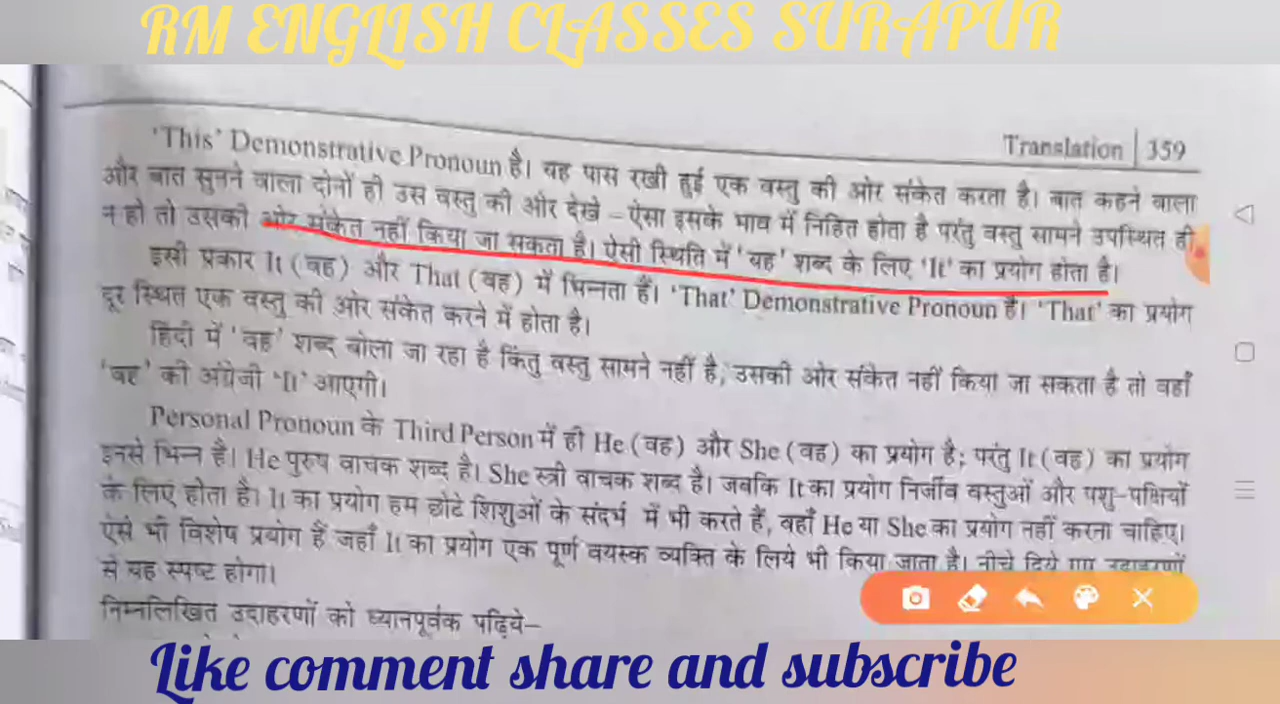 RM ENGLISH CLASSES SURAPUR
Translation 359
'This' Demonstrative Pronoun है। यह पास रखी हुई एक वस्तु की ओर संकेत करता है। बात कहने वाला
और बात सुनने वाला दोनों ही उस वस्तु की ओर देखे – ऐसा इसके भाव में निहित होता है परंतु वस्तु सामने उपस्थित ही
न हो तो उसकी ओर संकेत नहीं किया जा सकता है। ऐसी स्थिति में 'यह' शब्द के लिए 'It' का प्रयोग होता है।
इसी प्रकार It (वह) और That (वह) में भिन्नता है। 'That' Demonstrative Pronoun है। 'That' का प्रयोग
दूर स्थित एक वस्तु की ओर संकेत करने में होता है।
हिंदी में 'वह' शब्द बोला जा रहा है किंतु वस्तु सामने नहीं है, उसकी ओर संकेत नहीं किया जा सकता है तो वहाँ
'वह' की अंग्रेजी 'It' आएगी।
Personal Pronoun के Third Person में ही He (वह) और She (वह) का प्रयोग है; परंतु It (वह) का प्रयोग
इनसे भिन्न है। He पुरुष वाचक शब्द है। She स्त्री वाचक शब्द है। जबकि It का प्रयोग निर्जीव वस्तुओं और पशु-पक्षियों
के लिए होता है। It का प्रयोग हम छोटे शिशुओं के संदर्भ में भी करते हैं, वहाँ He या She का प्रयोग नहीं करना चाहिए।
ऐसे भी विशेष प्रयोग हैं जहाँ It का प्रयोग एक पूर्ण वयस्क व्यक्ति के लिये भी किया जाता है। नीचे दिये गए उदाहरणों
से यह स्पष्ट होगा।
निम्नलिखित उदाहरणों को ध्यानपूर्वक पढ़िये–
Like comment share and subscribe